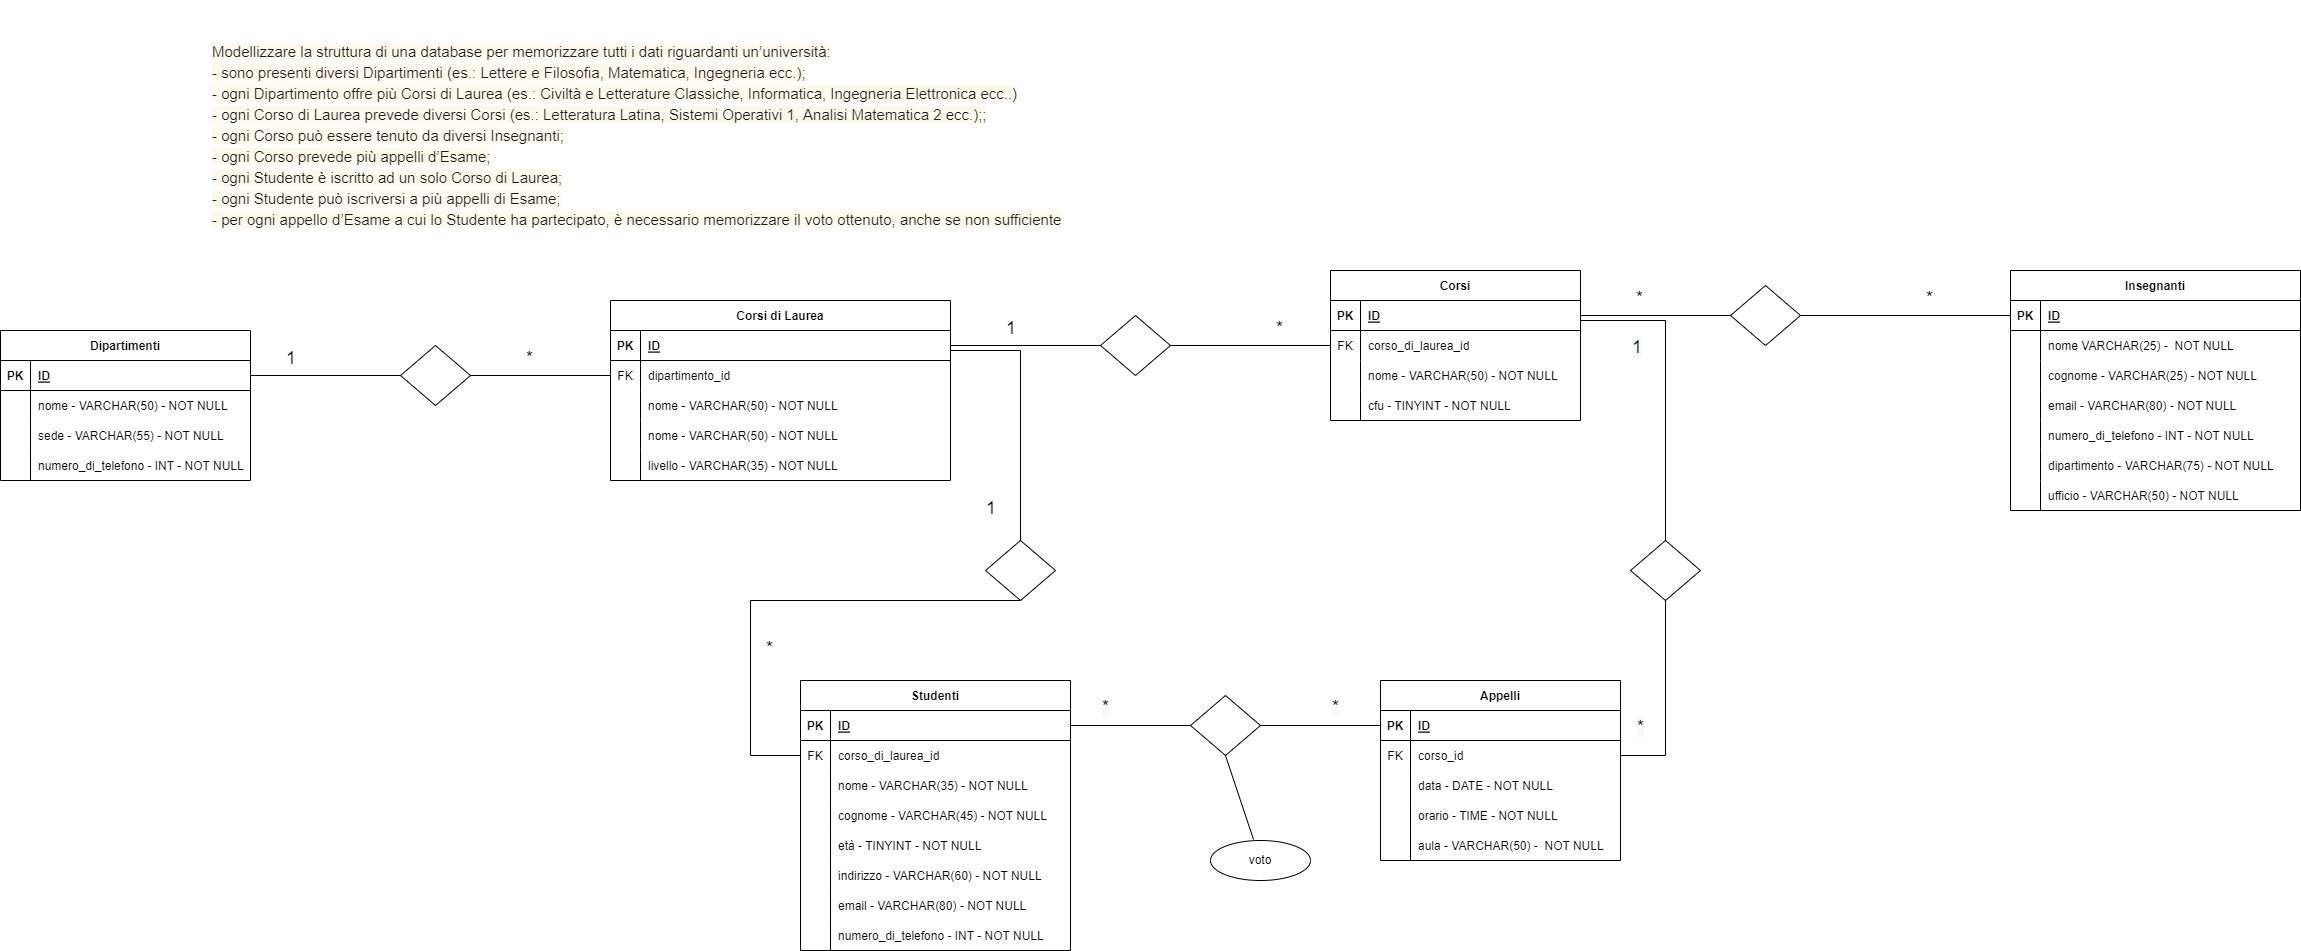 Modellizzare la struttura di una database per memorizzare tutti i dati riguardanti un'università:
- sono presenti diversi Dipartimenti (es.: Lettere e Filosofia, Matematica, Ingegneria ecc.);
- ogni Dipartimento offre più Corsi di Laurea (es.: Civiltà e Letterature Classiche, Informatica, Ingegneria Elettronica ecc..)
- ogni Corso di Laurea prevede diversi Corsi (es.: Letteratura Latina, Sistemi Operativi 1, Analisi Matematica 2 ecc.);;
- ogni Corso può essere tenuto da diversi Insegnanti;
- ogni Corso prevede più appelli d'Esame;
- ogni Studente è iscritto ad un solo Corso di Laurea;
- ogni Studente può iscriversi a più appelli di Esame;
- per ogni appello d'Esame a cui lo Studente ha partecipato, è necessario memorizzare il voto ottenuto, anche se non sufficiente
Dipartimenti
PK ID
nome - VARCHAR(50) - NOT NULL
sede - VARCHAR(55) - NOT NULL
numero_di_telefono - INT - NOT NULL
1
*
Corsi di Laurea
PK ID
FK dipartimento_id
nome - VARCHAR(50) - NOT NULL
nome - VARCHAR(50) - NOT NULL
livello - VARCHAR(35) - NOT NULL
1
*
Corsi
PK ID
FK corso_di_laurea_id
nome - VARCHAR(50) - NOT NULL
cfu - TINYINT - NOT NULL
*
*
Insegnanti
PK ID
nome VARCHAR(25) - NOT NULL
cognome - VARCHAR(25) - NOT NULL
email - VARCHAR(80) - NOT NULL
numero_di_telefono - INT - NOT NULL
dipartimento - VARCHAR(75) - NOT NULL
ufficio - VARCHAR(50) - NOT NULL
1
1
*
Studenti
PK ID
FK corso_di_laurea_id
nome - VARCHAR(35) - NOT NULL
cognome - VARCHAR(45) - NOT NULL
età - TINYINT - NOT NULL
indirizzo - VARCHAR(60) - NOT NULL
email - VARCHAR(80) - NOT NULL
numero_di_telefono - INT - NOT NULL
*
*
voto
Appelli
PK ID
FK corso_id
data - DATE - NOT NULL
orario - TIME - NOT NULL
aula - VARCHAR(50) - NOT NULL
*